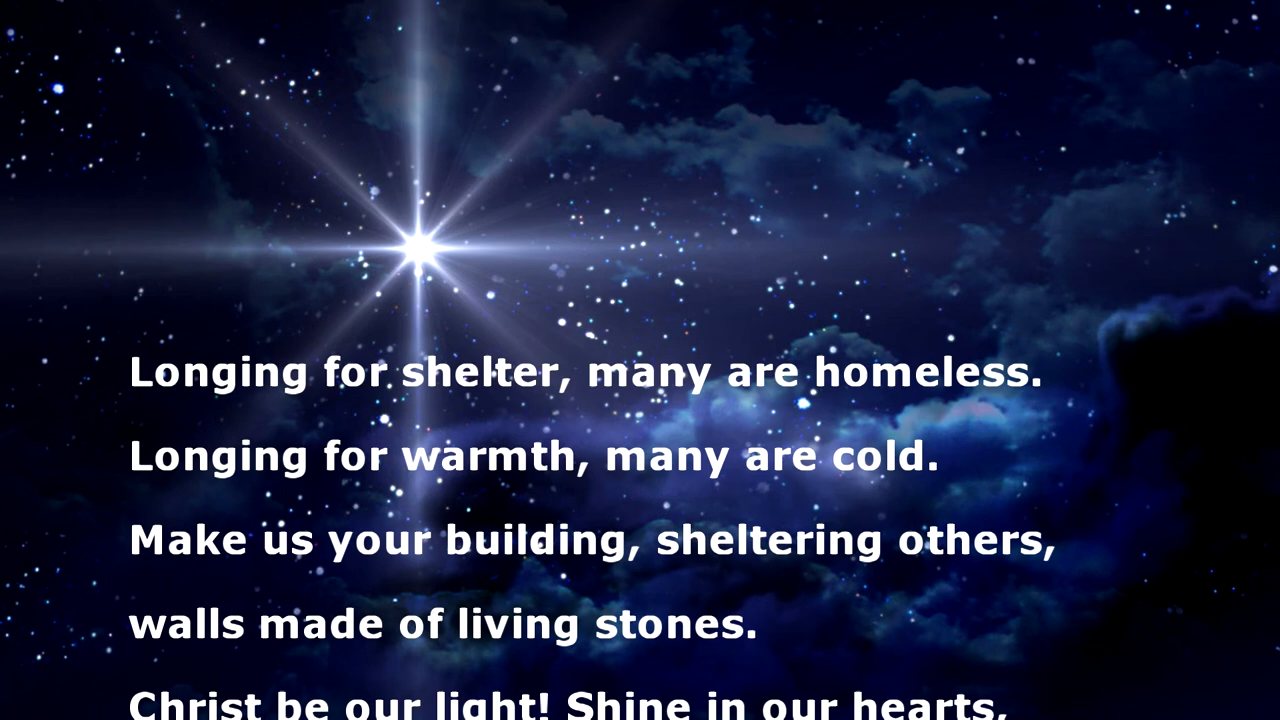 Longing for shelter, many are homeless.
Longing for warmth, many are cold.
Make us your building, sheltering others,
walls made of living stones.
Christ be our light! Shine in our hearts,